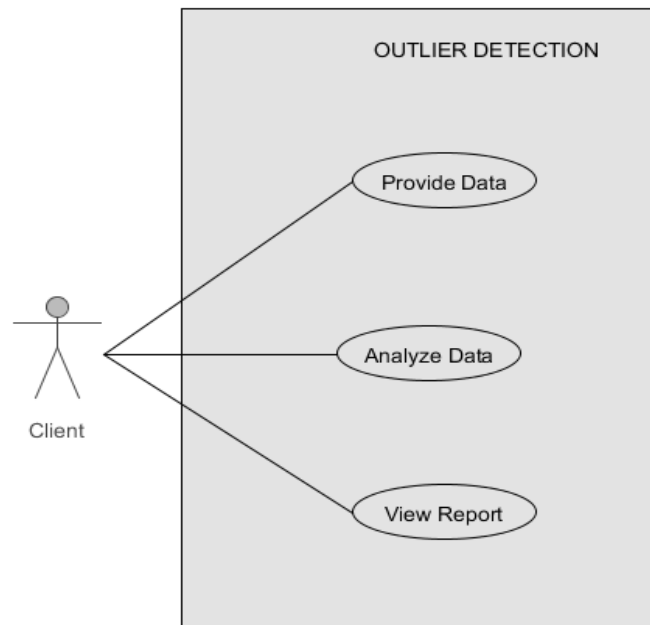 OUTLIER DETECTION
Provide Data
Analyze Data
Client
View Report